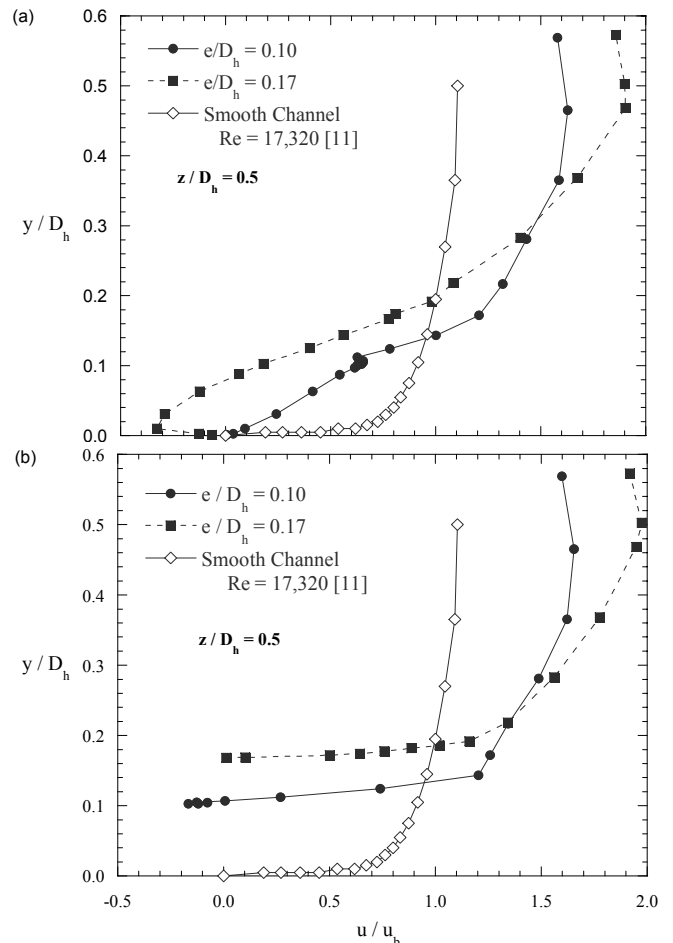 (a)
0.6
0.5
0.4
0.3
0.2
0.1
0.0
y / D_h
e/D_h = 0.10
e/D_h = 0.17
Smooth Channel
Re = 17,320 [11]
z / D_h = 0.5
(b)
0.6
0.5
0.4
0.3
0.2
0.1
0.0
y / D_h
e / D_h = 0.10
e / D_h = 0.17
Smooth Channel
Re = 17,320 [11]
z / D_h = 0.5
-0.5 0.0 0.5 1.0 1.5 2.0
u / u_b